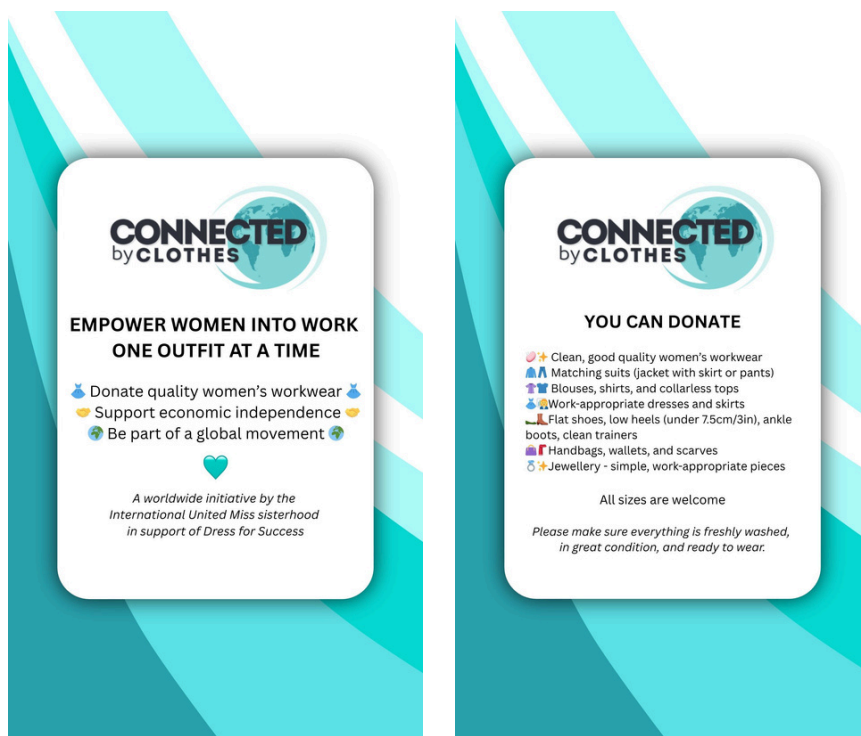 CONNECTED
by CLOTHES
EMPOWER WOMEN INTO WORK
ONE OUTFIT AT A TIME
👗 Donate quality women’s workwear 👗
🤝 Support economic independence 🤝
🌍 Be part of a global movement 🌍
🩵
A worldwide initiative by the
International United Miss sisterhood
in support of Dress for Success
CONNECTED
by CLOTHES
YOU CAN DONATE
🧼✨ Clean, good quality women’s workwear
🧥👖 Matching suits (jacket with skirt or pants)
👚👕 Blouses, shirts, and collarless tops
👗👩Work-appropriate dresses and skirts
🥿👢Flat shoes, low heels (under 7.5cm/3in), ankle
boots, clean trainers
👜🧣Handbags, wallets, and scarves
💍✨Jewellery - simple, work-appropriate pieces
All sizes are welcome
Please make sure everything is freshly washed,
in great condition, and ready to wear.